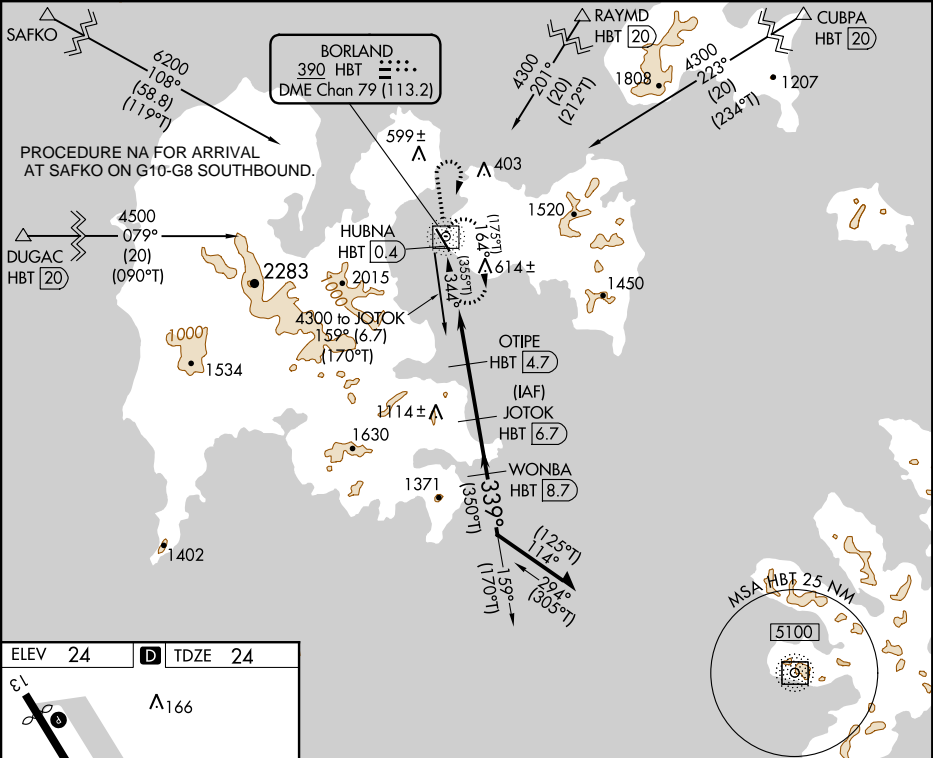 SAFKO
6200
108°
(58.8)
(119°T)
BORLAND
390 HBT
DME Chan 79 (113.2)
RAYMD
HBT 20
4300
201°
(20)
(212°T)
CUBPA
HBT 20
4300
223°
(20)
(234°T)
1808
1207
PROCEDURE NA FOR ARRIVAL
AT SAFKO ON G10-G8 SOUTHBOUND.
599±
403
1520
4500
079°
(20)
(090°T)
DUGAC
HBT 20
HUBNA
HBT 0.4
(175°T)
164°
(355°T)
344°
614±
2283
2015
1000
1450
4300 to JOTOK
159° (6.7)
(170°T)
1000
1534
OTIPE
HBT 4.7
(IAF)
JOTOK
HBT 6.7
1114±
1630
WONBA
HBT 8.7
1371
339°
(350°T)
(125°T)
114°
294°
(305°T)
159°
(170°T)
1402
MSA HBT 25 NM
5100
ELEV 24
D
TDZE 24
13
P
166